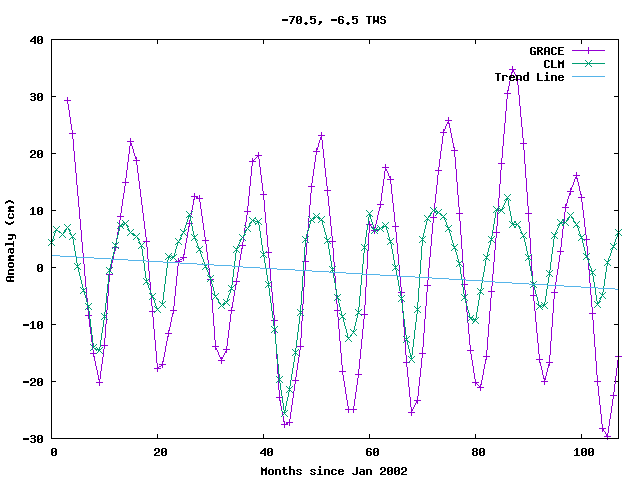 -70.5, -6.5 TWS
GRACE
CLM
Trend Line
40
30
20
10
0
-10
-20
-30
Anomaly (cm)
0 20 40 60 80 100
Months since Jan 2002